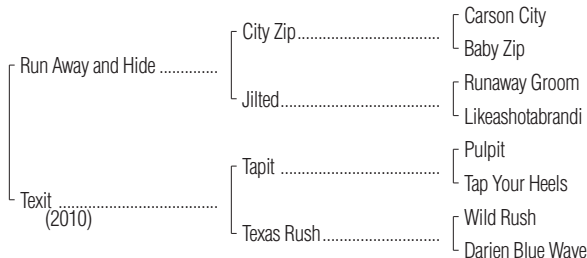 Carson City
City Zip
Baby Zip
Run Away and Hide
Runaway Groom
Jilted
Likeashotabrandi
Pulpit
Tapit
Tap Your Heels
Texit
(2010)
Wild Rush
Texas Rush
Darien Blue Wave